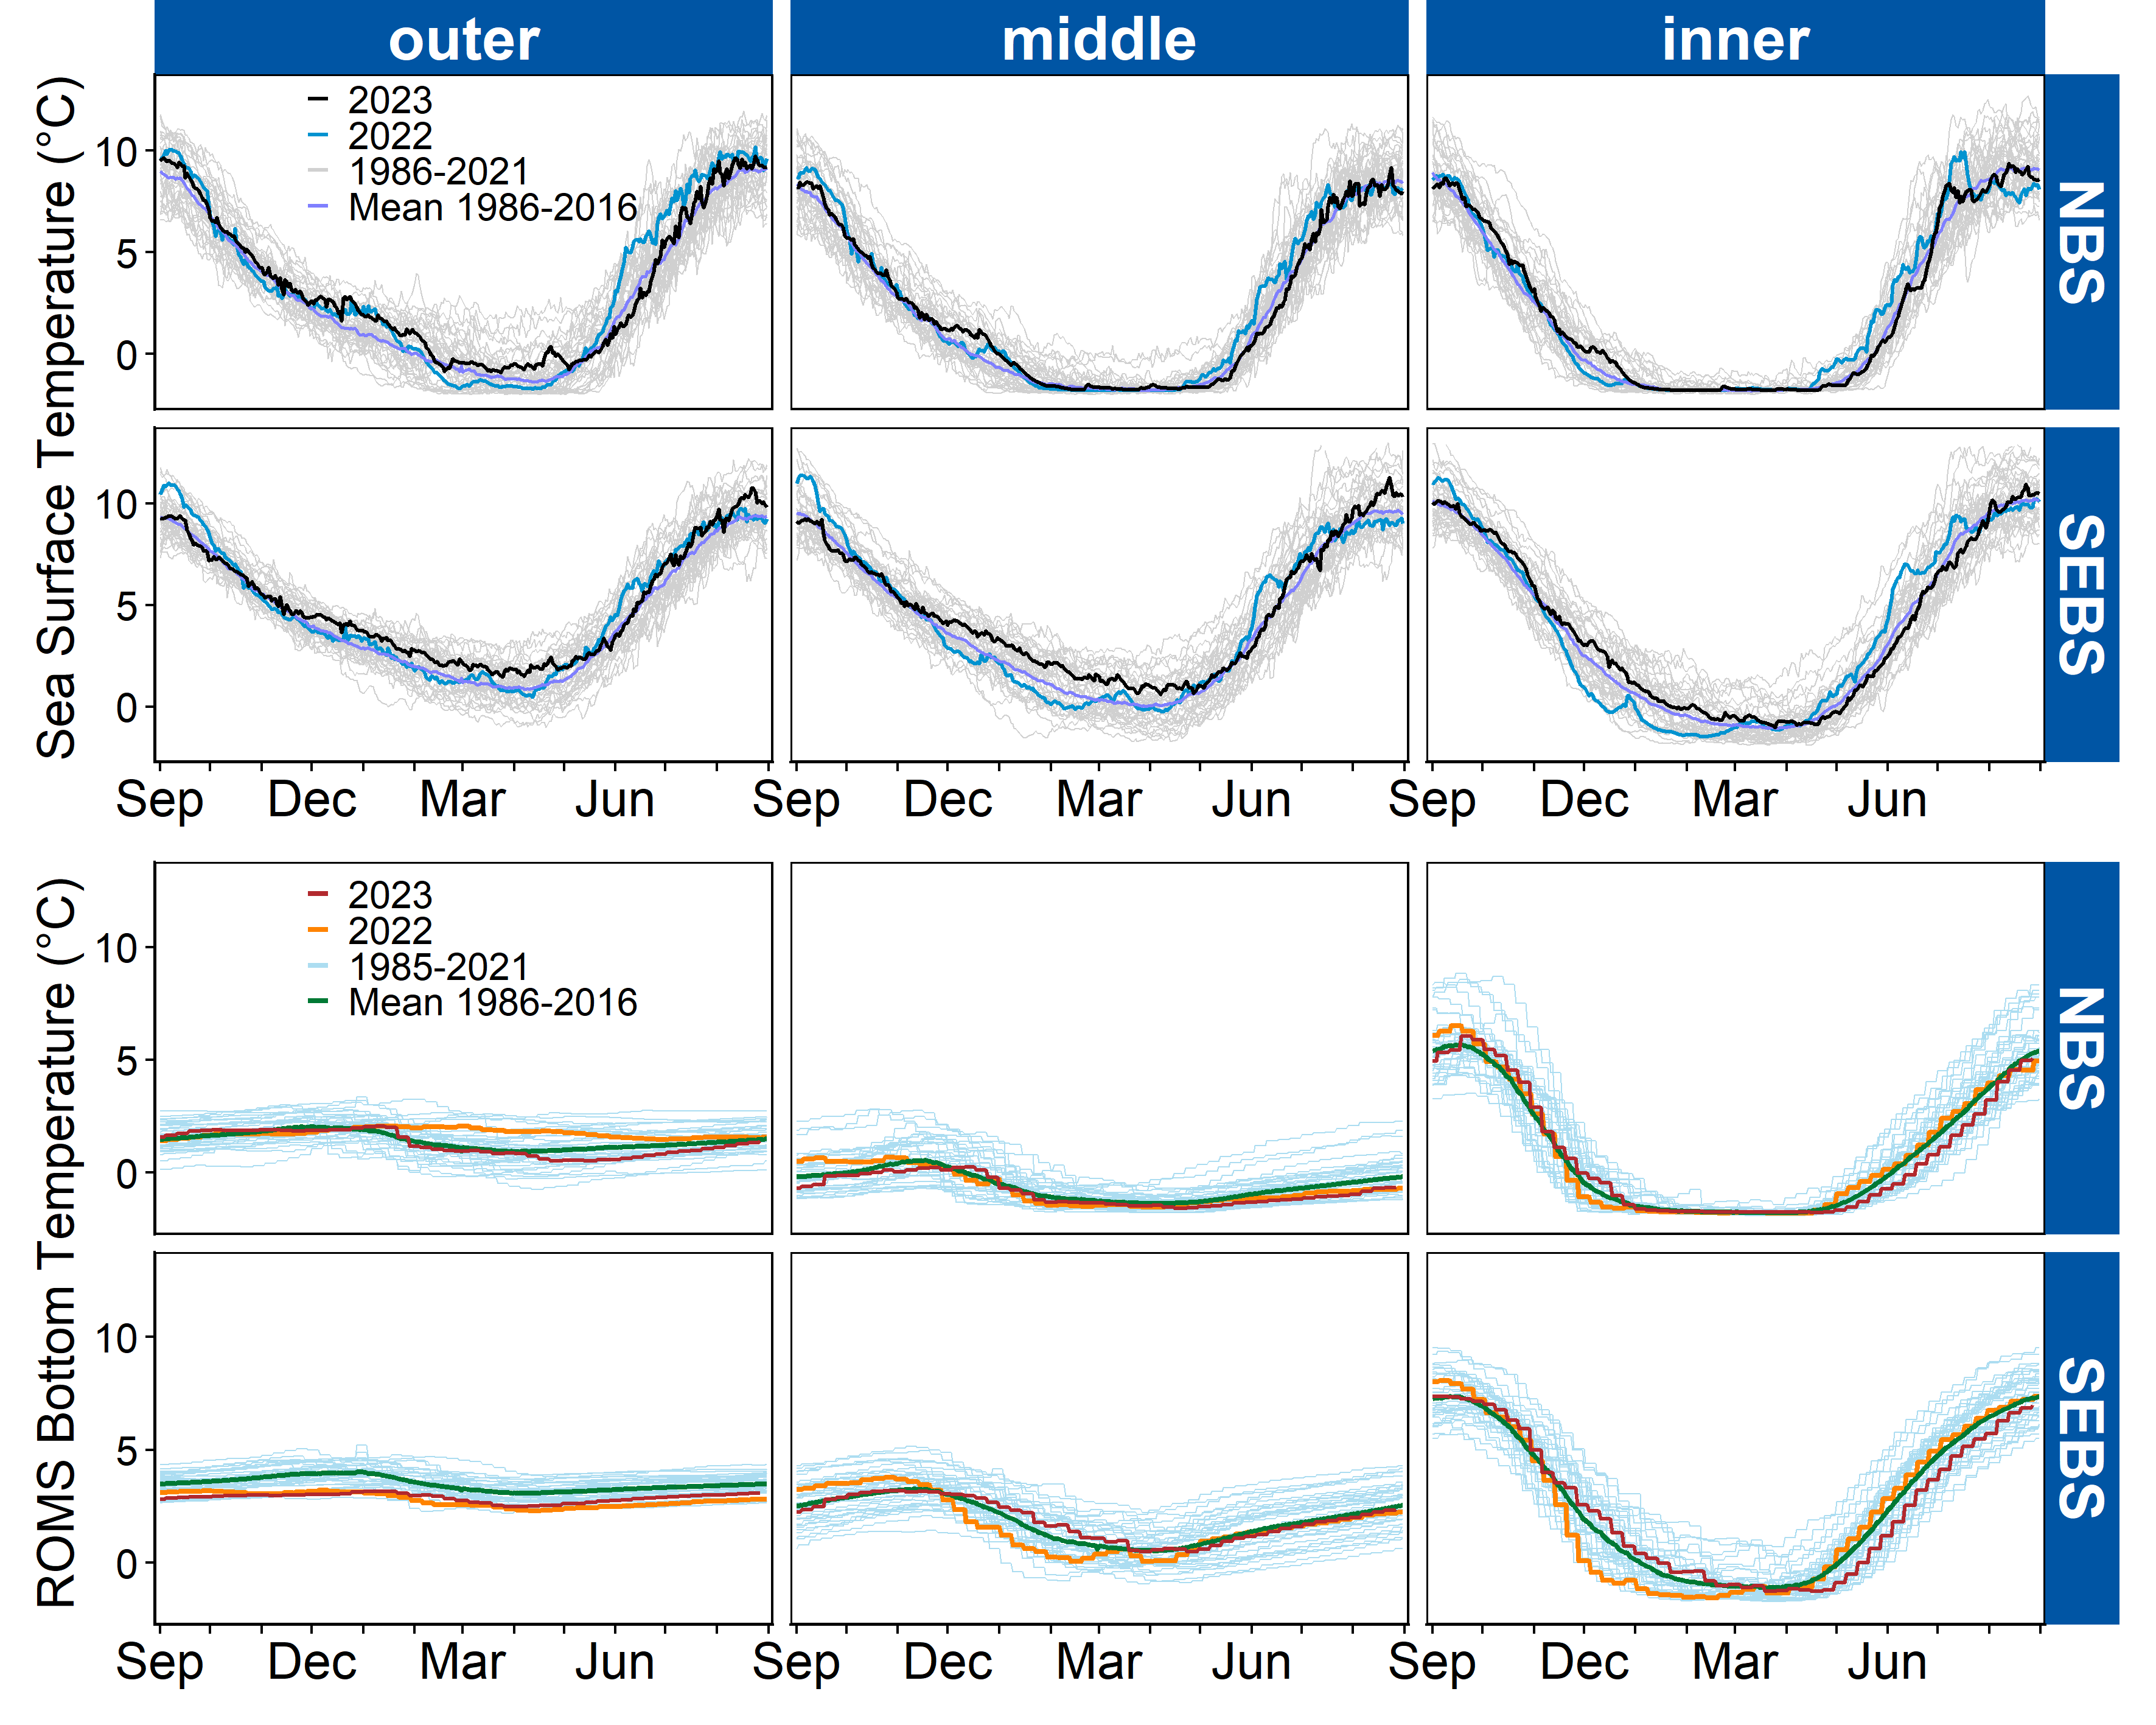 outer middle inner
Sea Surface Temperature (°C)
2023
2022
1986-2021
Mean 1986-2016
10
5
0
NBS
10
5
0
SEBS
Sep Dec Mar Jun Sep Dec Mar Jun Sep Dec Mar Jun
ROMS Bottom Temperature (°C)
2023
2022
1985-2021
Mean 1986-2016
10
5
0
NBS
10
5
0
SEBS
Sep Dec Mar Jun Sep Dec Mar Jun Sep Dec Mar Jun